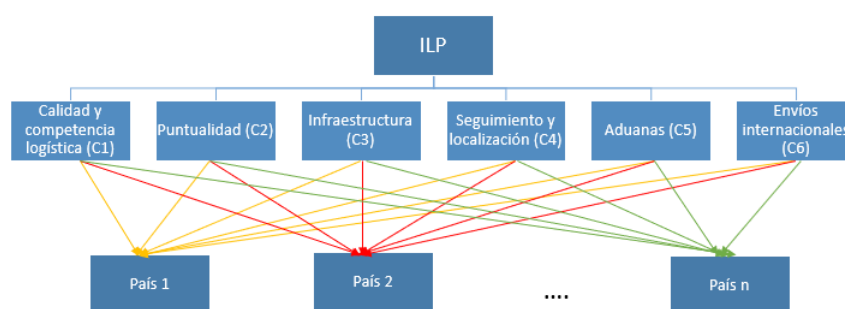 ILP
Calidad y
competencia
logística (C1)
Puntualidad (C2)
Infraestructura
(C3)
Seguimiento y
localización (C4)
Aduanas (C5)
Envíos
internacionales
(C6)
País 1
País 2
....
País n